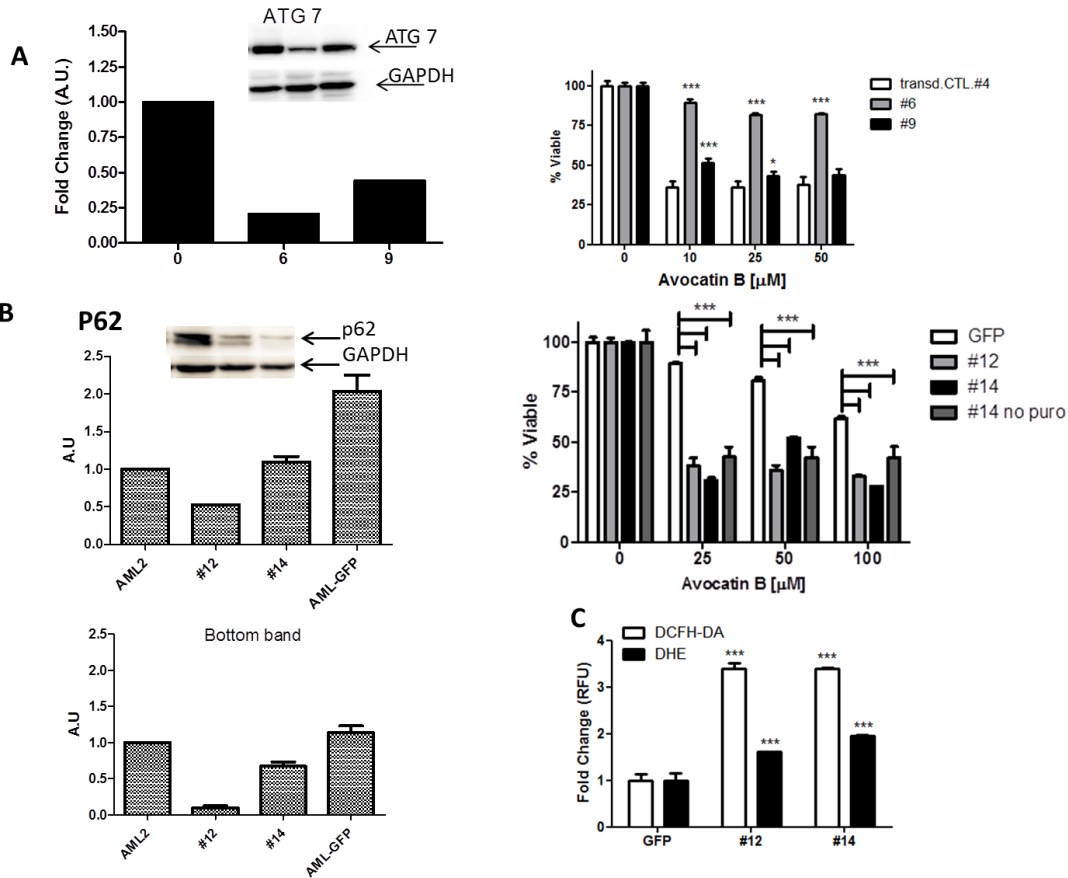 A
ATG 7
ATG 7
GAPDH
Fold Change (A.U.)
1.50
1.25
1.00
0.75
0.50
0.25
0.00
0 6 9
% Viable
100
75
50
25
0
*** *** ***
*** *
0 10 25 50
Avocatin B [µM]
transd.CTL.#4
#6
#9
B
P62
p62
GAPDH
A.U
2.5
2.0
1.5
1.0
0.5
0.0
AML2 #12 #14 AML-GFP
% Viable
100
75
50
25
0
*** *** ***
0 25 50 100
Avocatin B [µM]
GFP
#12
#14
#14 no puro
Bottom band
A.U
2.5
2.0
1.5
1.0
0.5
0.0
AML2 #12 #14 AML-GFP
C
DCFH-DA
DHE
Fold Change (RFU)
4
3
2
1
0
*** ***
*** ***
GFP #12 #14